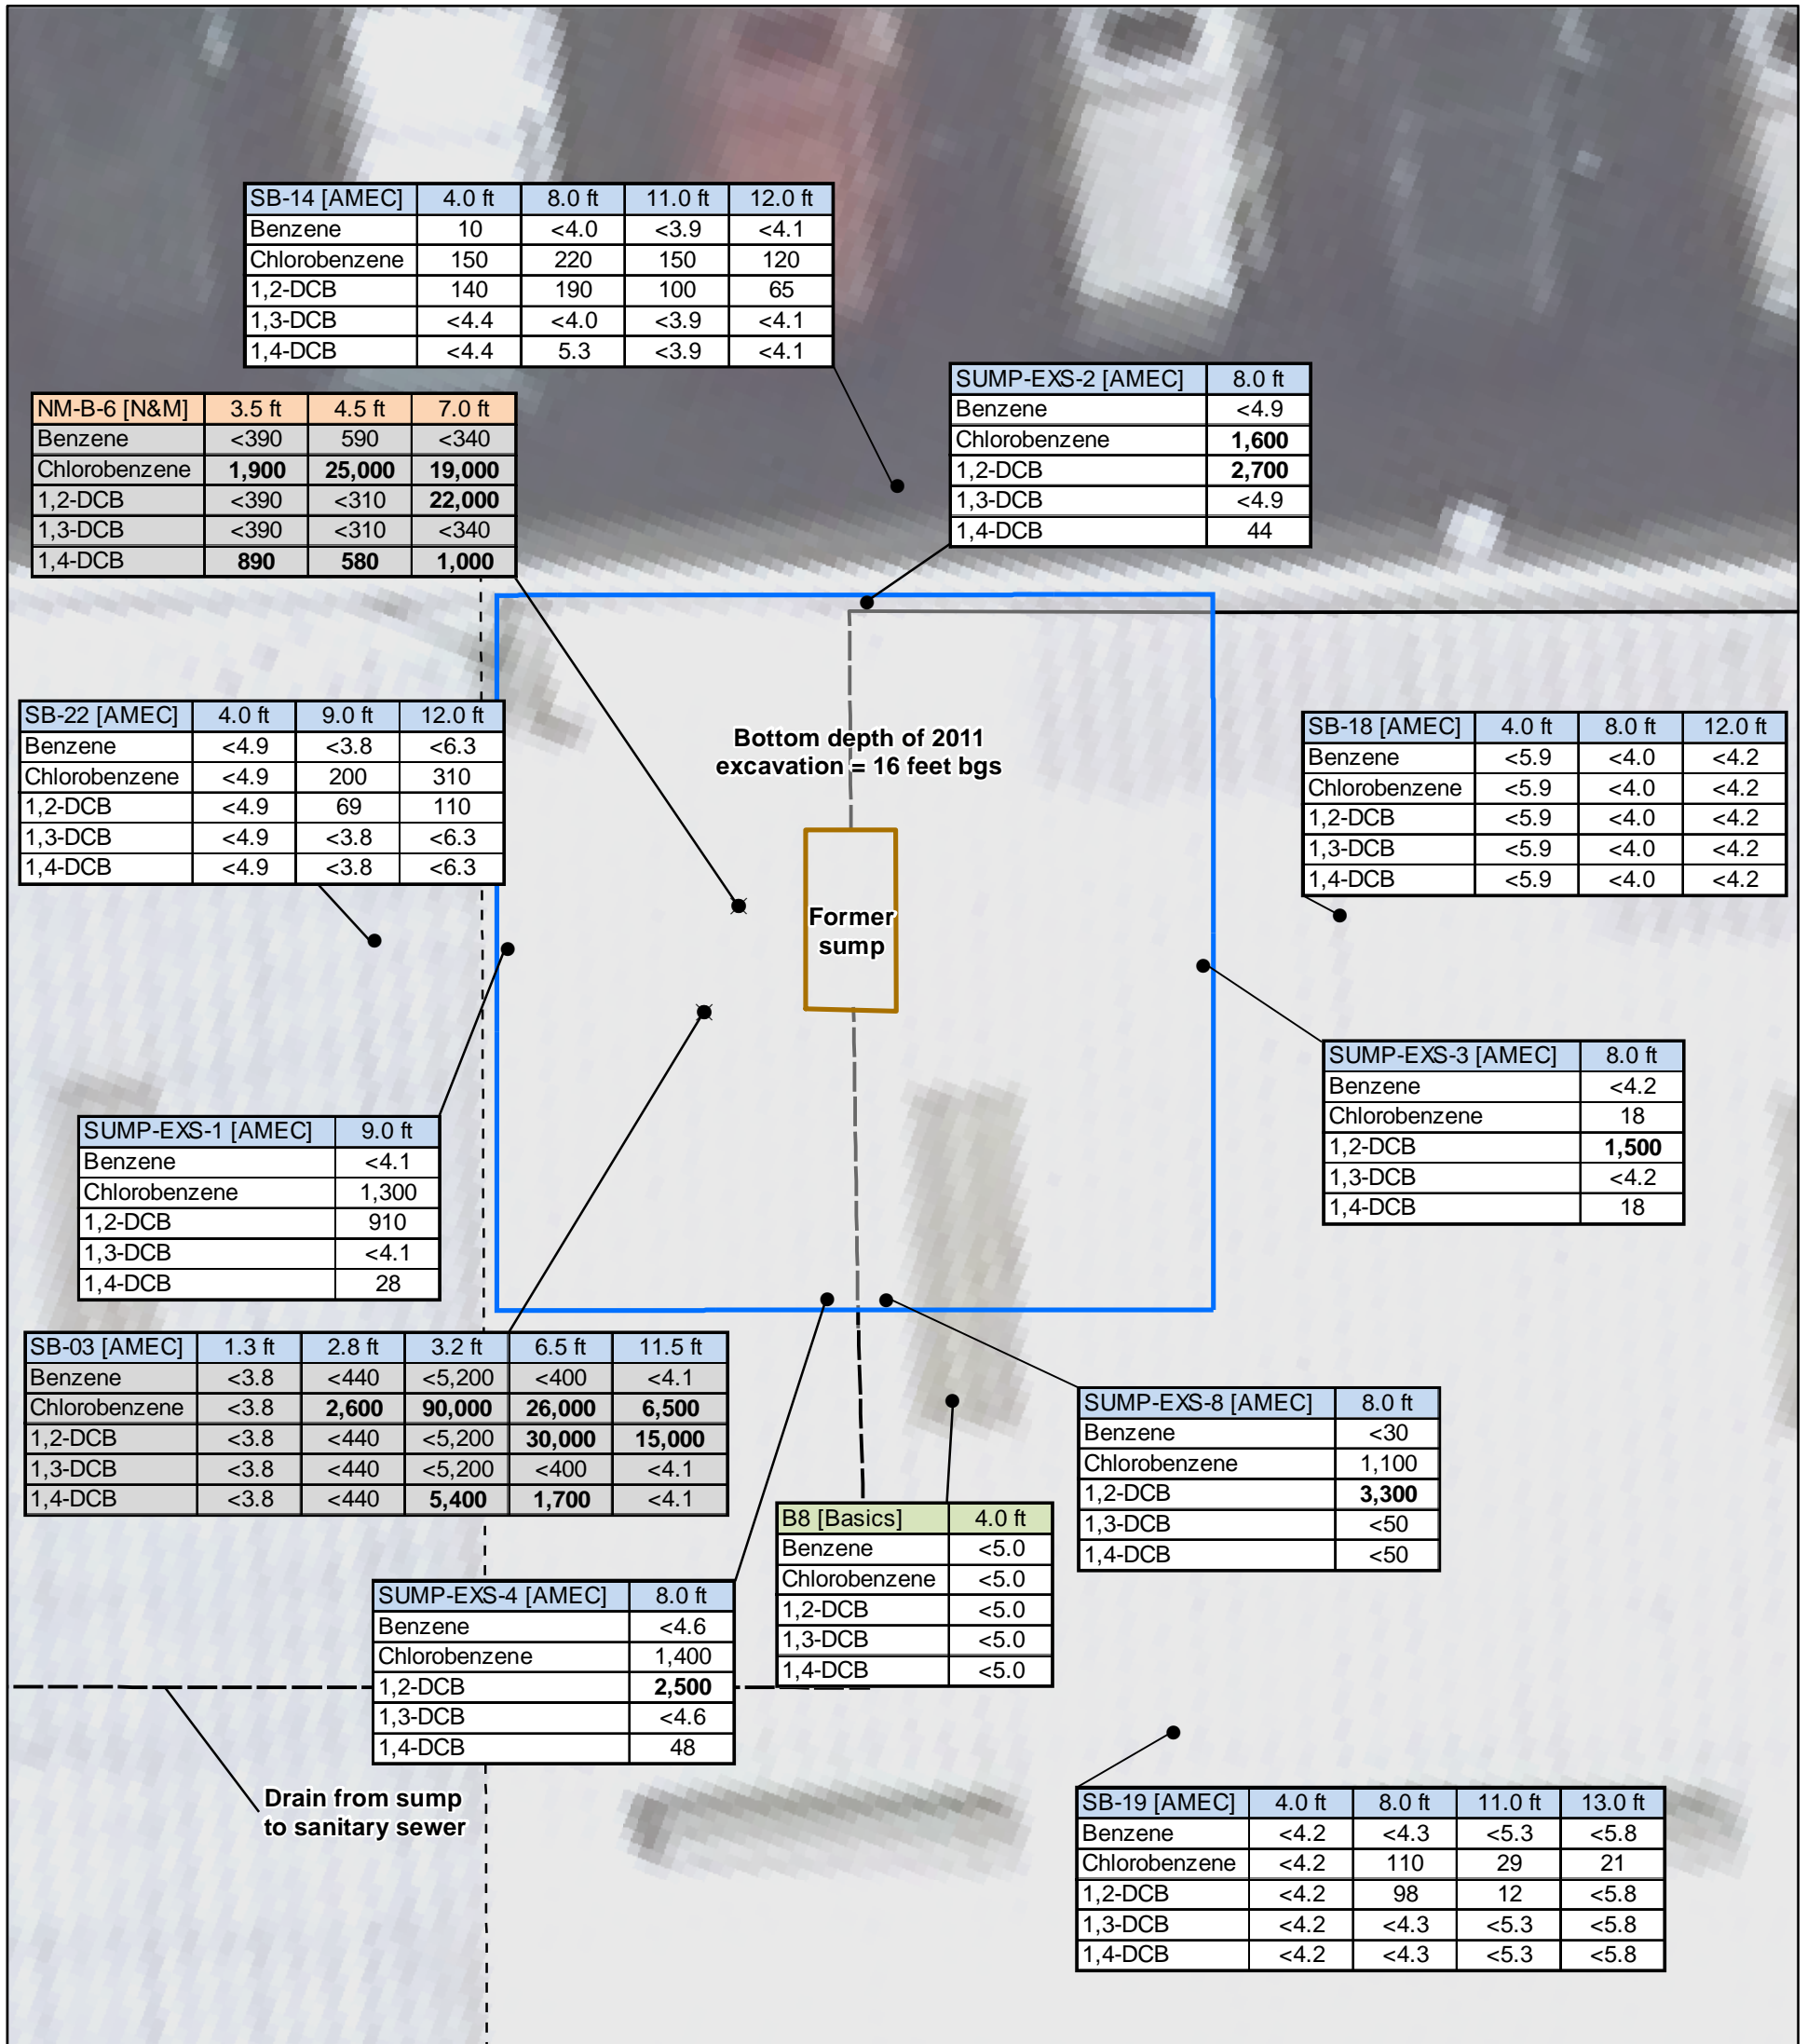 SB-14 [AMEC] 4.0 ft 8.0 ft 11.0 ft 12.0 ft
Benzene 10 <4.0 <3.9 <4.1
Chlorobenzene 150 220 150 120
1,2-DCB 140 190 100 65
1,3-DCB <4.4 <4.0 <3.9 <4.1
1,4-DCB <4.4 5.3 <3.9 <4.1
SUMP-EXS-2 [AMEC] 8.0 ft
Benzene <4.9
Chlorobenzene 1,600
1,2-DCB 2,700
1,3-DCB <4.9
1,4-DCB 44
NM-B-6 [N&M] 3.5 ft 4.5 ft 7.0 ft
Benzene <390 590 <340
Chlorobenzene 1,900 25,000 19,000
1,2-DCB <390 <310 22,000
1,3-DCB <390 <310 <340
1,4-DCB 890 580 1,000
SB-22 [AMEC] 4.0 ft 9.0 ft 12.0 ft
Benzene <4.9 <3.8 <6.3
Chlorobenzene <4.9 200 310
1,2-DCB <4.9 69 110
1,3-DCB <4.9 <3.8 <6.3
1,4-DCB <4.9 <3.8 <6.3
Bottom depth of 2011
excavation = 16 feet bgs
SB-18 [AMEC] 4.0 ft 8.0 ft 12.0 ft
Benzene <5.9 <4.0 <4.2
Chlorobenzene <5.9 <4.0 <4.2
1,2-DCB <5.9 <4.0 <4.2
1,3-DCB <5.9 <4.0 <4.2
1,4-DCB <5.9 <4.0 <4.2
Former
sump
SUMP-EXS-3 [AMEC] 8.0 ft
Benzene <4.2
Chlorobenzene 18
1,2-DCB 1,500
1,3-DCB <4.2
1,4-DCB 18
SUMP-EXS-1 [AMEC] 9.0 ft
Benzene <4.1
Chlorobenzene 1,300
1,2-DCB 910
1,3-DCB <4.1
1,4-DCB 28
SB-03 [AMEC] 1.3 ft 2.8 ft 3.2 ft 6.5 ft 11.5 ft
Benzene <3.8 <440 <5,200 <400 <4.1
Chlorobenzene <3.8 2,600 90,000 26,000 6,500
1,2-DCB <3.8 <440 <5,200 30,000 15,000
1,3-DCB <3.8 <440 <5,200 <400 <4.1
1,4-DCB <3.8 <440 5,400 1,700 <4.1
SUMP-EXS-8 [AMEC] 8.0 ft
Benzene <30
Chlorobenzene 1,100
1,2-DCB 3,300
1,3-DCB <50
1,4-DCB <50
B8 [Basics] 4.0 ft
Benzene <5.0
Chlorobenzene <5.0
1,2-DCB <5.0
1,3-DCB <5.0
1,4-DCB <5.0
SUMP-EXS-4 [AMEC] 8.0 ft
Benzene <4.6
Chlorobenzene 1,400
1,2-DCB 2,500
1,3-DCB <4.6
1,4-DCB 48
Drain from sump
to sanitary sewer
SB-19 [AMEC] 4.0 ft 8.0 ft 11.0 ft 13.0 ft
Benzene <4.2 <4.3 <5.3 <5.8
Chlorobenzene <4.2 110 29 21
1,2-DCB <4.2 98 12 <5.8
1,3-DCB <4.2 <4.3 <5.3 <5.8
1,4-DCB <4.2 <4.3 <5.3 <5.8